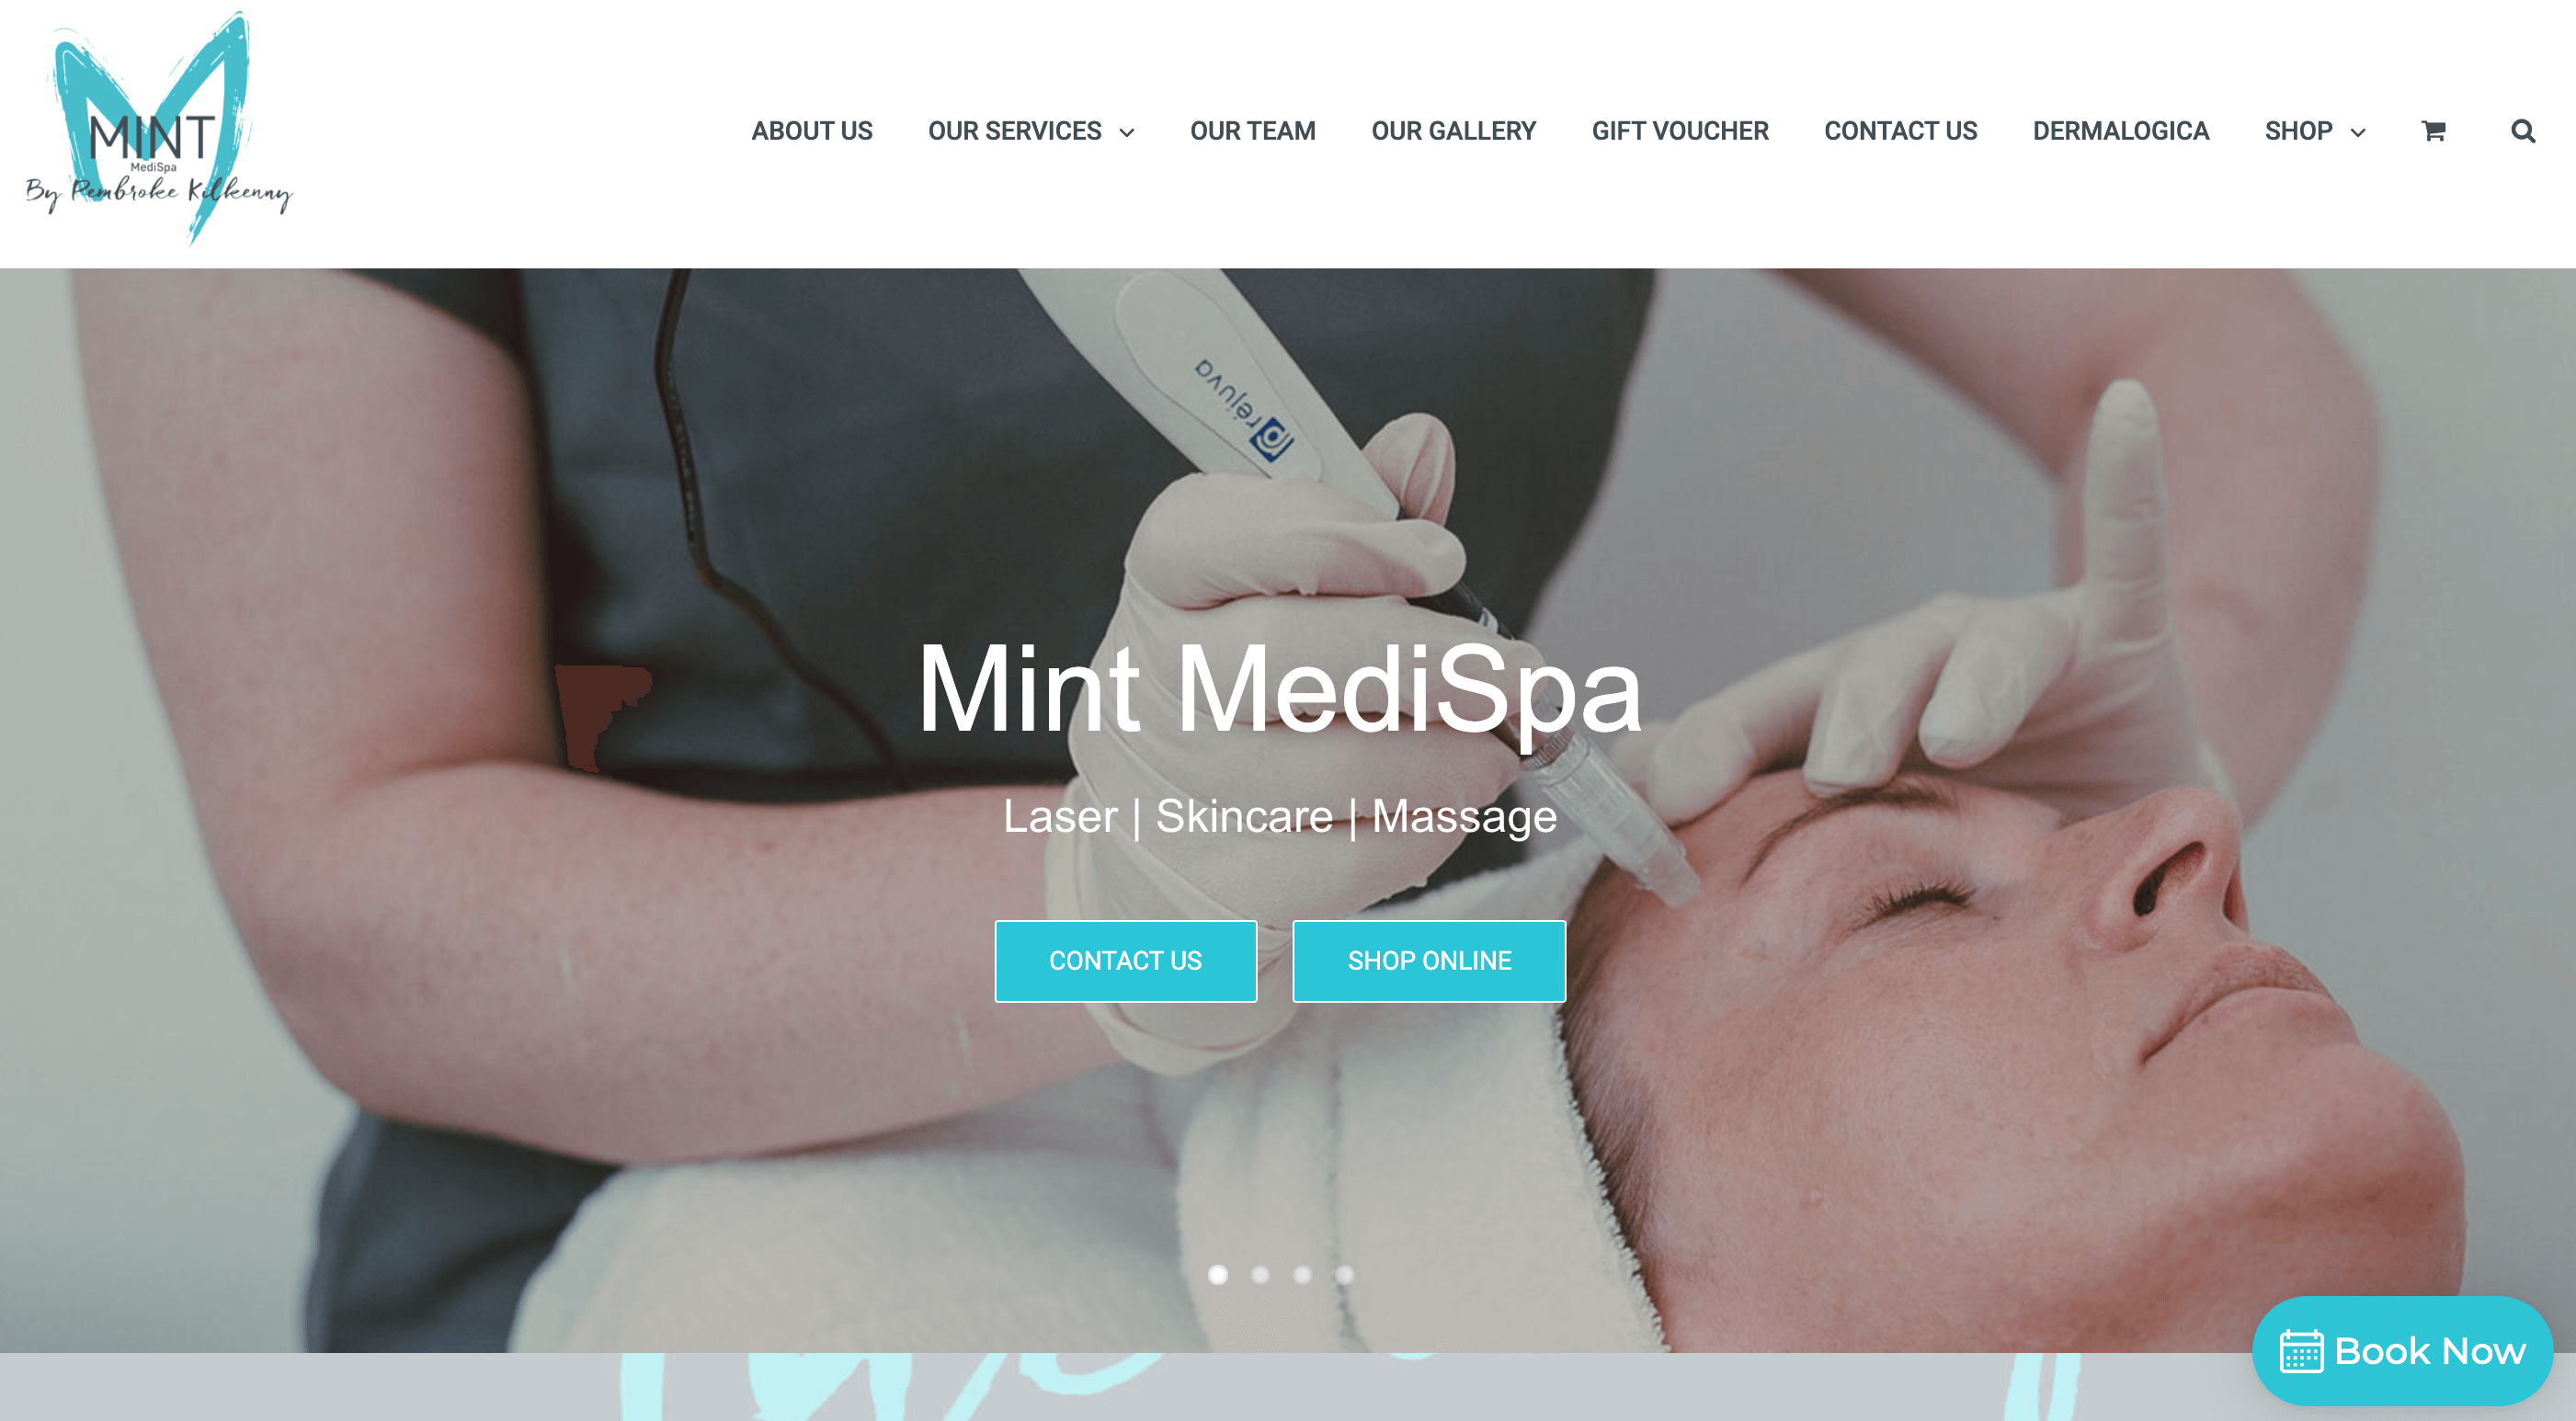 MINT
MediSpa
By Pembroke Kilkenny
ABOUT US OUR SERVICES OUR TEAM OUR GALLERY GIFT VOUCHER CONTACT US DERMALOGICA SHOP
rejuva
Mint MediSpa
Laser | Skincare | Massage
CONTACT US SHOP ONLINE
Book Now